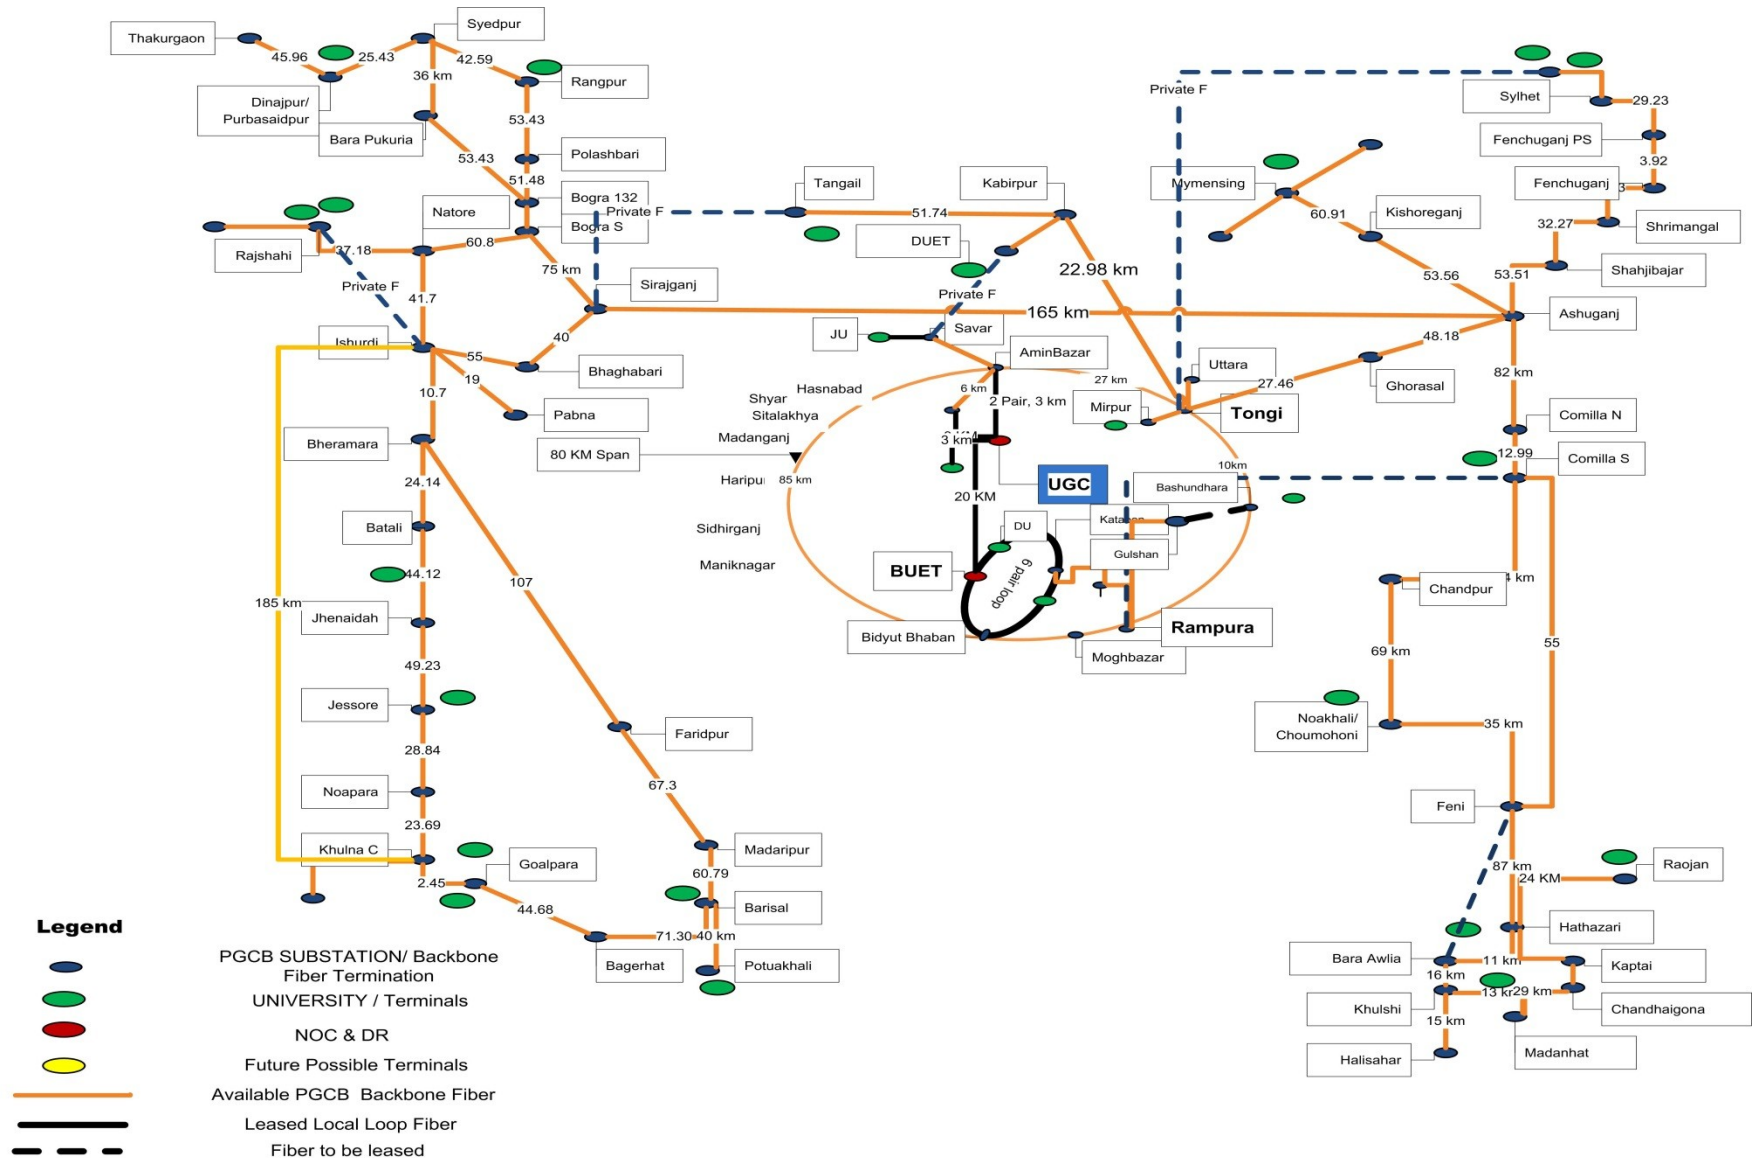 Syedpur
Thakurgaon
45.96
25.43
42.59
36 km
Rangpur
Dinajpur/
Purbasaidpur
Bara Pukuria
53.43
53.43
Polashbari
51.48
Bogra 132
Natore
Bogra S
Private F
Rajshahi
37.18
60.8
75 km
Private F
41.7
Sirajganj
Ishurdi
55
40
Bhaghabari
19
Pabna
10.7
Bheramara
24.14
Batali
44.12
185 km
Jhenaidah
107
49.23
Jessore
Faridpur
28.84
67.3
Noapara
23.69
Khulna C
Goalpara
Madaripur
2.45
60.79
44.68
Barisal
71.30
40 km
Bagerhat
Potuakhali
Tangail
Kabirpur
51.74
DUET
22.98 km
Private F
165 km
JU
Savar
AminBazar
Hasnabad
6 km
27 km
Uttara
Shyar
2 Pair, 3 km
Mirpur
27.46
Tongi
Sitalakhya
Madanganj
3 km
80 KM Span
85 km
10km
UGC
Bashundhara
20 KM
Sidhirganj
DU
Gulshan
Maniknagar
BUET
6 pair loop
Bidyut Bhaban
Rampura
Moghbazar
Private F
Sylhet
29.23
Fenchuganj PS
3.92
Mymensing
Fenchuganj
3
Kishoreganj
60.91
32.27
Shrimangal
53.56
53.51
Shahjibajar
Ashuganj
48.18
Ghorasal
82 km
Comilla N
12.99
Comilla S
Chandpur
4 km
69 km
55
Noakhali/
Choumohoni
35 km
Feni
87 km
Raojan
24 KM
Hathazari
Bara Awlia
11 km
Kaptai
16 km
Khulshi
29 km
Chandhaigona
15 km
Halisahar
Madanhat
Legend
PGCB SUBSTATION/ Backbone
Fiber Termination
UNIVERSITY / Terminals
NOC & DR
Future Possible Terminals
Available PGCB Backbone Fiber
Leased Local Loop Fiber
Fiber to be leased